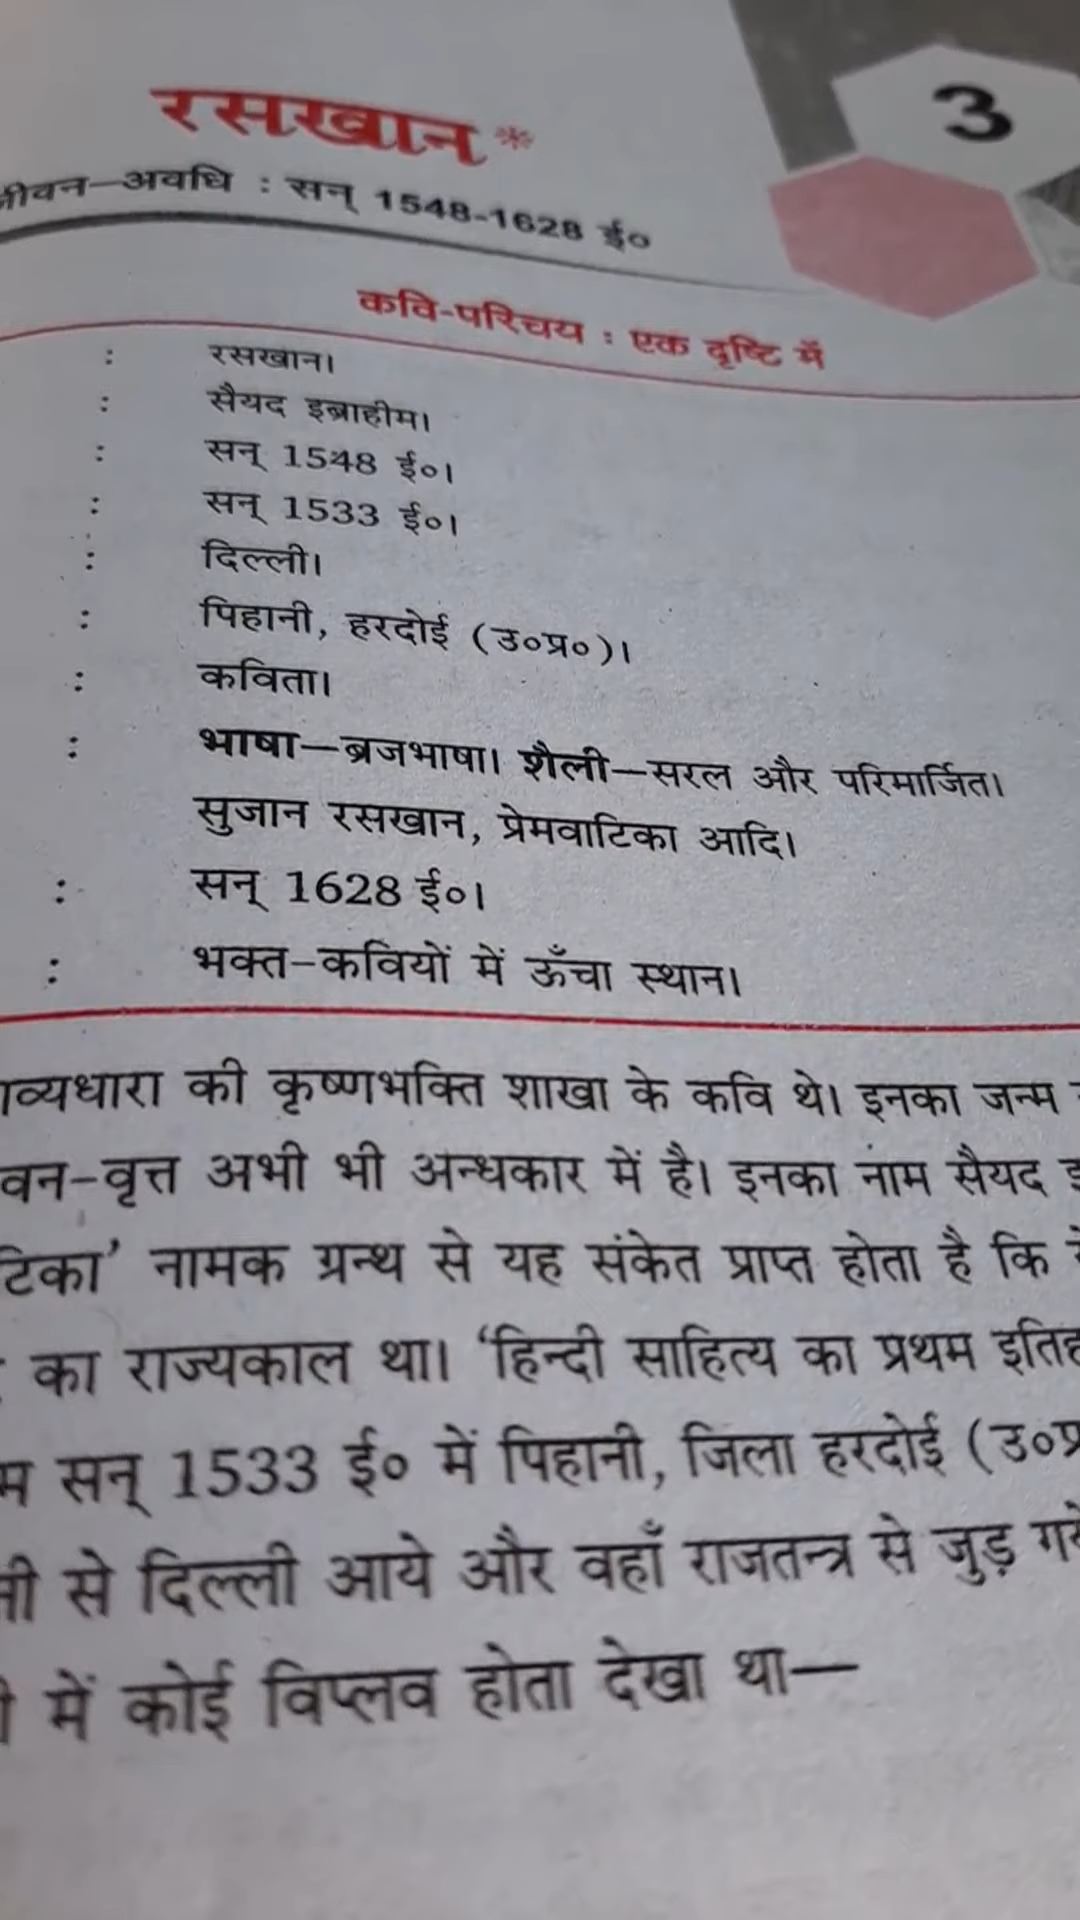 रसखान*
3
जीवन-अवधि : सन् 1548-1628 ई०
कवि-परिचय : एक दृष्टि में
: रसखान।
: सैयद इब्राहीम।
: सन् 1548 ई०।
: सन् 1533 ई०।
: दिल्ली।
: पिहानी, हरदोई (उ०प्र०)।
: कविता।
: भाषा—ब्रजभाषा। शैली—सरल और परिमार्जित।
सुजान रसखान, प्रेमवाटिका आदि।
: सन् 1628 ई०।
: भक्त-कवियों में ऊँचा स्थान।
ाव्यधारा की कृष्णभक्ति शाखा के कवि थे। इनका जन्म
वन-वृत्त अभी भी अन्धकार में है। इनका नाम सैयद
टिका’ नामक ग्रन्थ से यह संकेत प्राप्त होता है कि
का राज्यकाल था। ‘हिन्दी साहित्य का प्रथम इतिह
म सन् 1533 ई० में पिहानी, जिला हरदोई (उ०प्र
नी से दिल्ली आये और वहाँ राजतन्त्र से जुड़ गये
में कोई विप्लव होता देखा था—